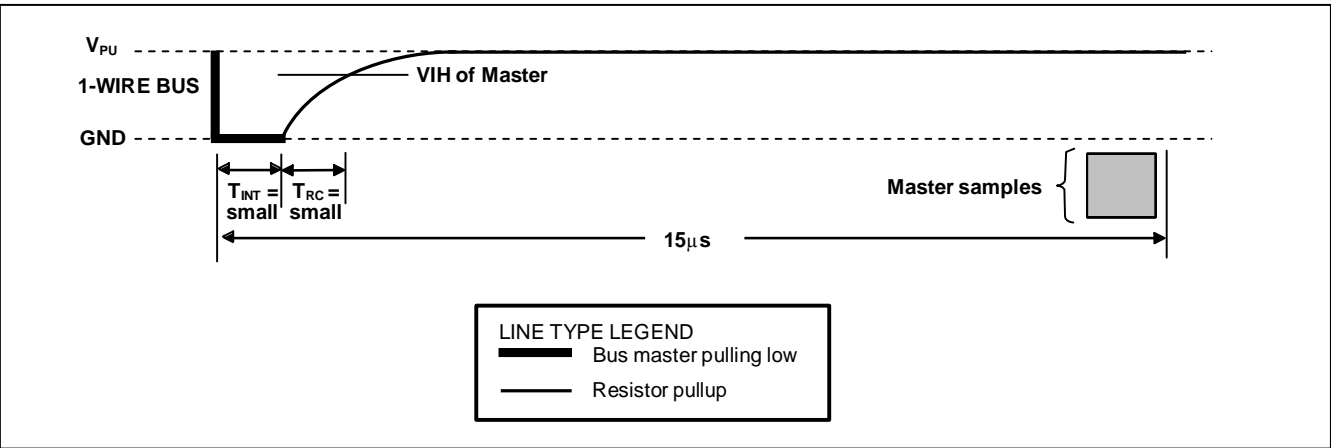 VPU
1-WIRE BUS
VIH of Master
GND
TINT =
small
TRC =
small
Master samples
15μs
LINE TYPE LEGEND
Bus master pulling low
Resistor pullup